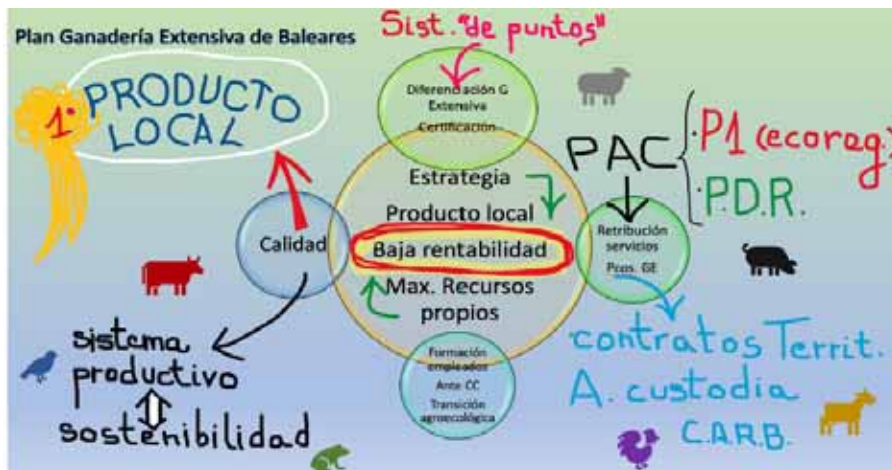 Plan Ganadería Extensiva de Baleares
Sist. "de puntos"
1º PRODUCTO
LOCAL
Diferenciación G
Extensiva
Certificación
PAC
·P1 (ecoreg.)
·P.D.R.
Estrategia
Producto local
Baja rentabilidad
Max. Recursos
propios
Calidad
Retribución
servicios
Pcos. GE
sistema
productivo
sostenibilidad
Formación
empleados
Ante CC
Transición
agroecológica
contratos Territ.
A. custodia
C.A.R.B.